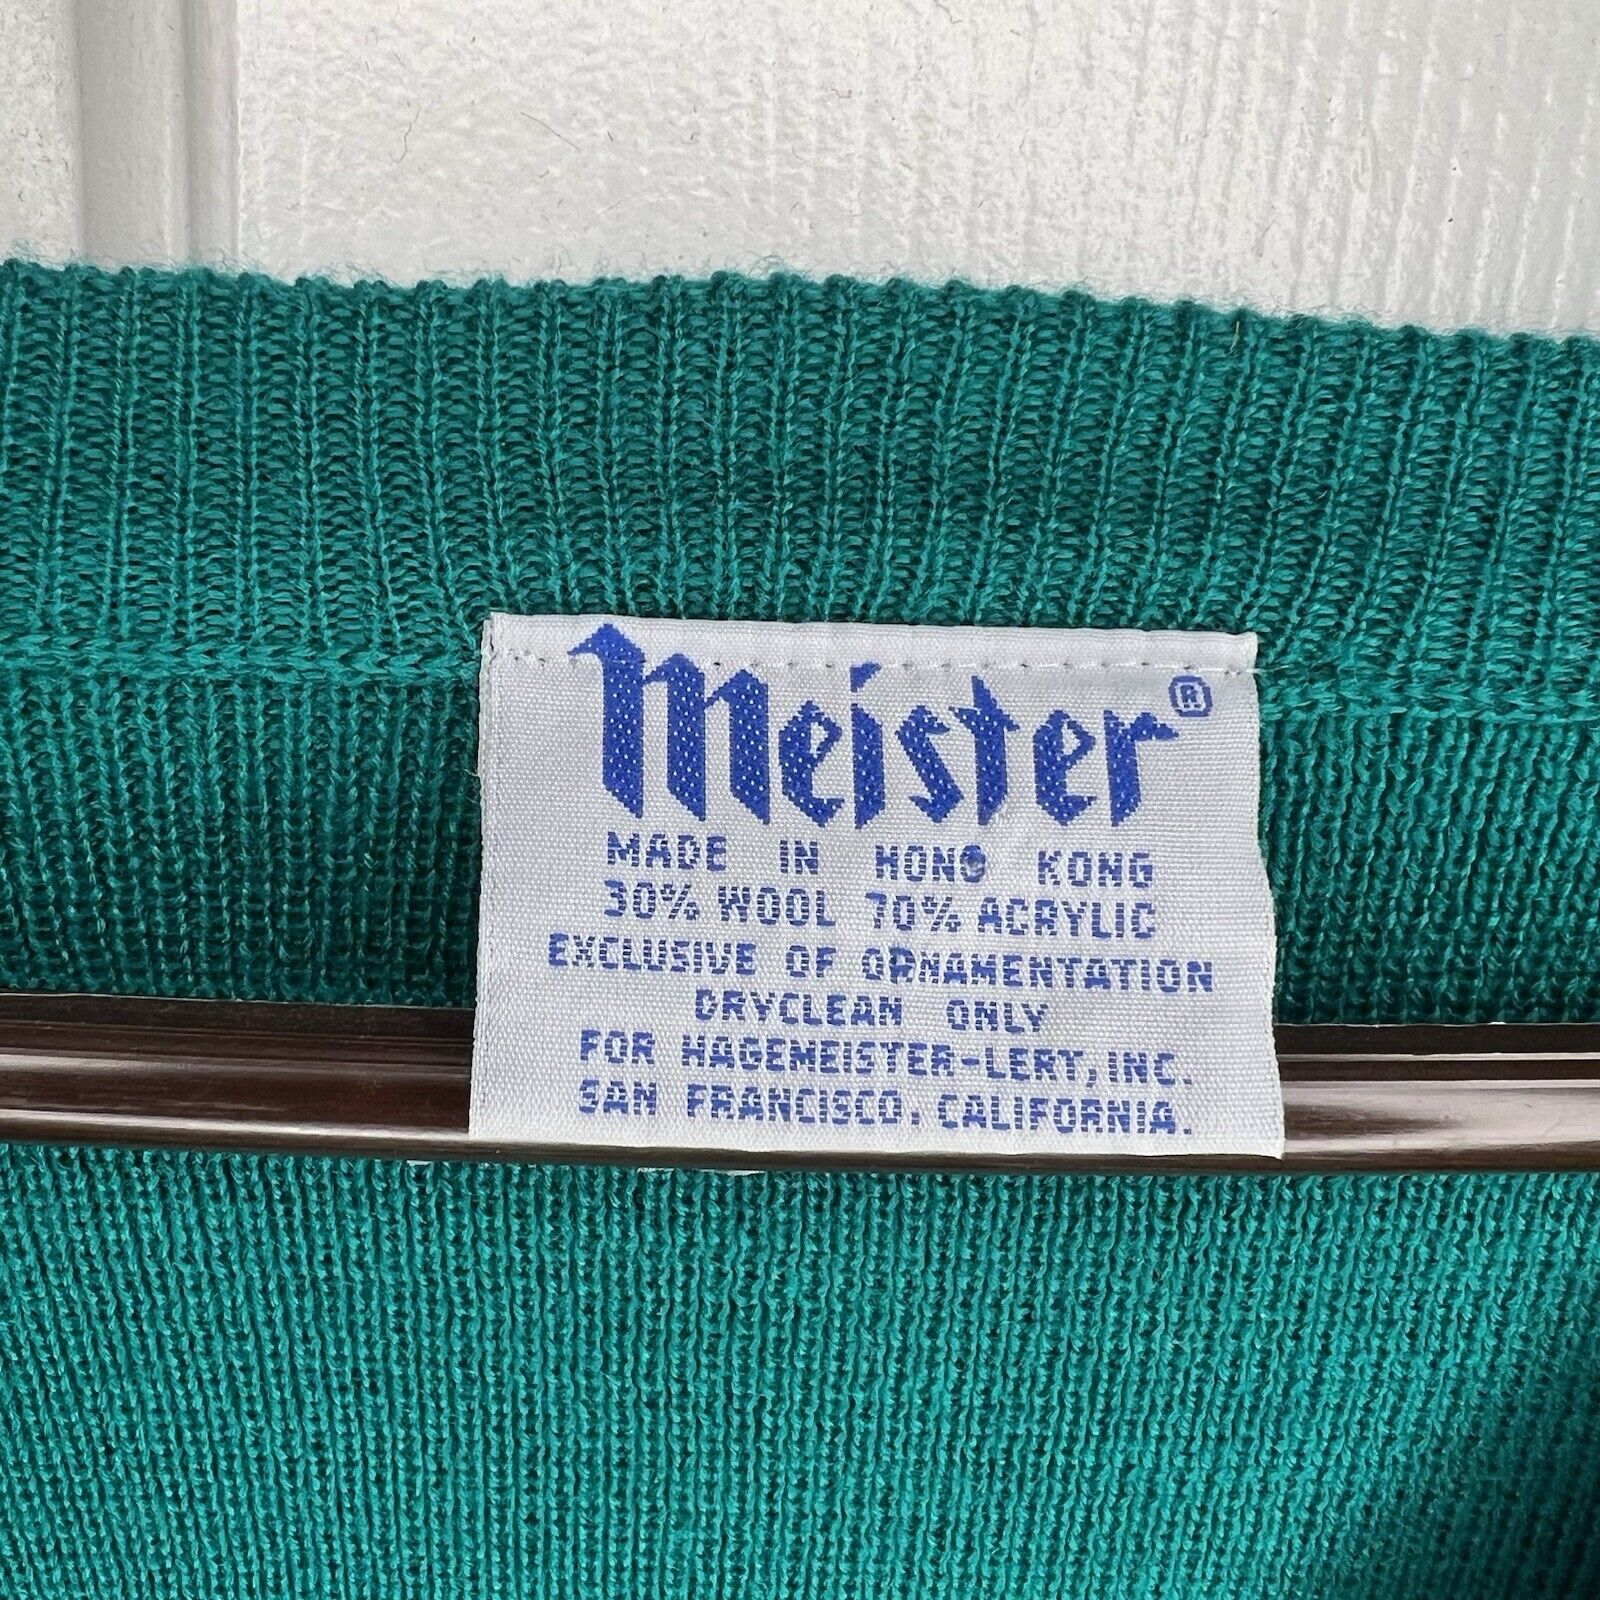 Meister®
MADE IN HONG KONG
30% WOOL 70% ACRYLIC
EXCLUSIVE OF ORNAMENTATION
DRYCLEAN ONLY
FOR HAGEMEISTER-LERT, INC.
SAN FRANCISCO. CALIFORNIA.